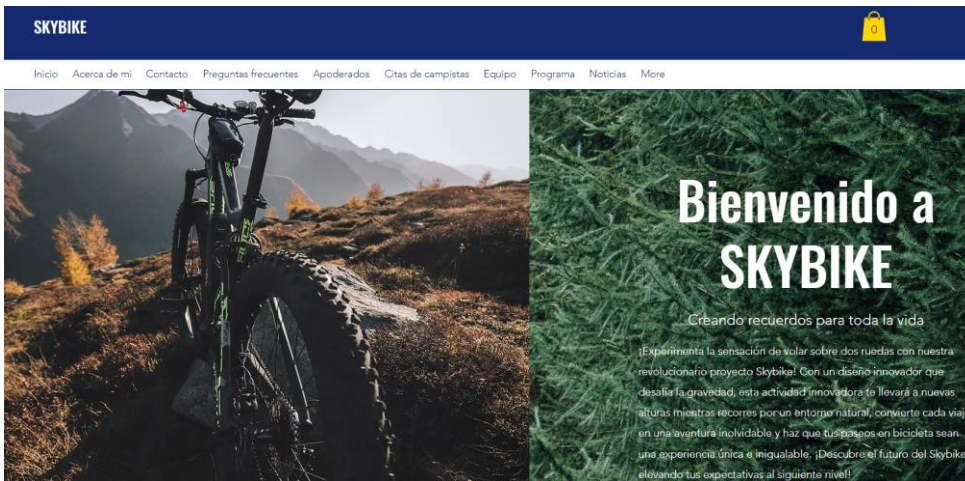 SKYBIKE
0
Inicio Acerca de mi Contacto Preguntas frecuentes Apoderados Citas de campistas Equipo Programa Noticias More
Bienvenido a
SKYBIKE
Creando recuerdos para toda la vida
¡Experimenta la sensación de volar sobre dos ruedas con nuestra
revolucionario proyecto Skybike! Con un diseño innovador que
desafía la gravedad, esta actividad innovadora te llevará a nuevas
alturas mientras recorres por un entorno natural, convierte cada viaj
en una aventura inolvidable y haz que tus paseos en bicicleta sean
una experiencia única e inigualable. ¡Descubre el futuro del Skybike
elevando tus expectativas al siguiente nivel!